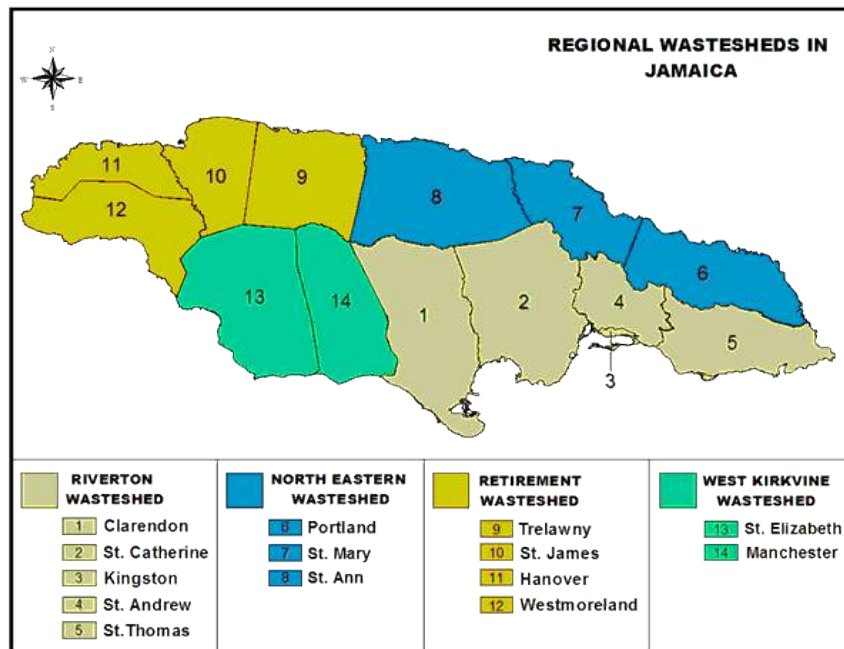 REGIONAL WASTESHEDS IN
JAMAICA
N
W
E
S
11
10
9
8
7
12
6
13
14
1
2
4
5
3
RIVERTON
WASTESHED
1 Clarendon
2 St. Catherine
3 Kingston
4 St. Andrew
5 St.Thomas
NORTH EASTERN
WASTESHED
6 Portland
7 St. Mary
8 St. Ann
RETIREMENT
WASTESHED
9 Trelawny
10 St. James
11 Hanover
12 Westmoreland
WEST KIRKVINE
WASTESHED
13 St. Elizabeth
14 Manchester